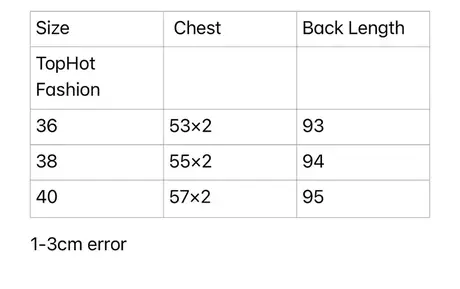 Size Chest Back Length
TopHot
Fashion
36 53×2 93
38 55×2 94
40 57×2 95
1-3cm error